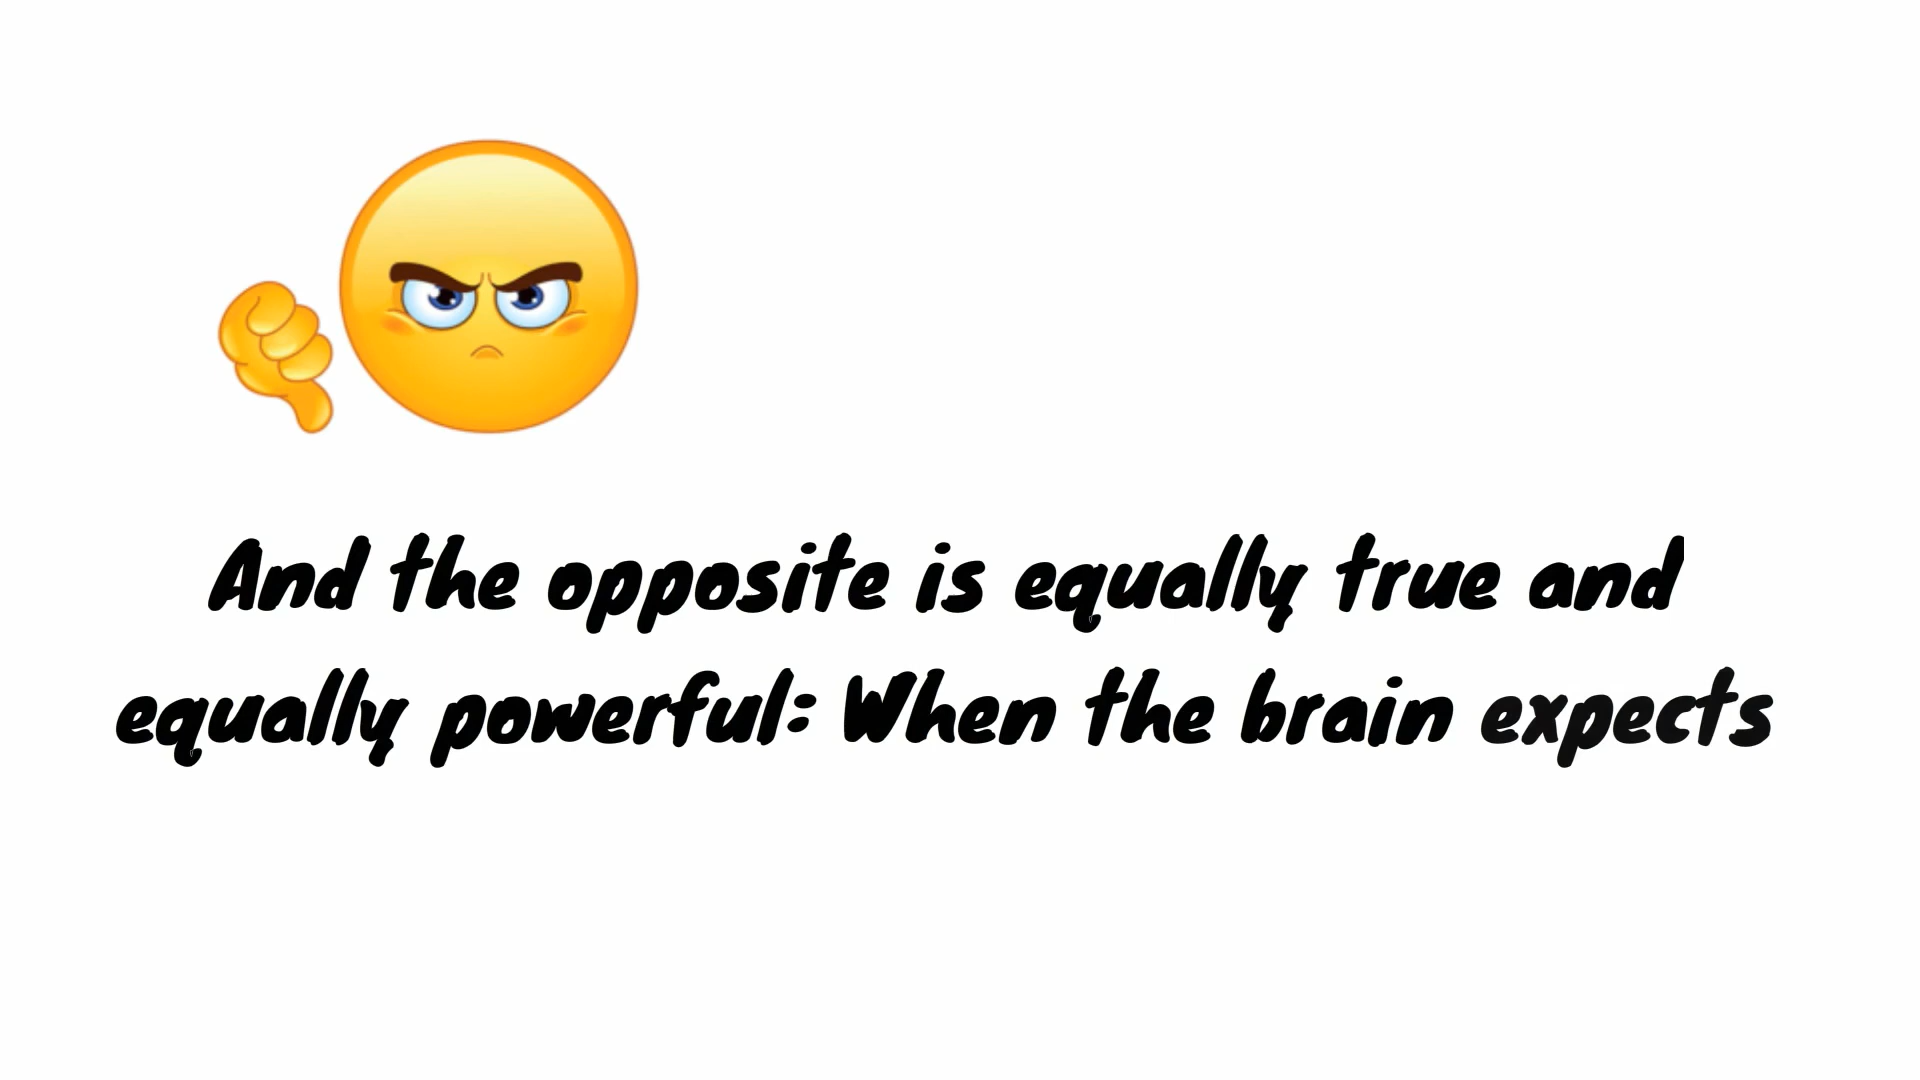 And the opposite is equally true and
equally powerful: When the brain expects